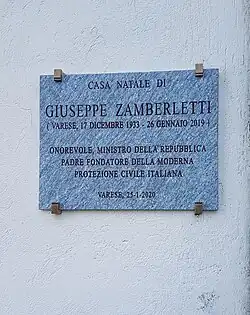 CASA NATALE DI
GIUSEPPE ZAMBERLETTI
( VARESE, 17 DICEMBRE 1933 - 26 GENNAIO 2019 )
ONOREVOLE, MINISTRO DELLA REPUBBLICA
PADRE FONDATORE DELLA MODERNA
PROTEZIONE CIVILE ITALIANA
VARESE, 25-1-2020